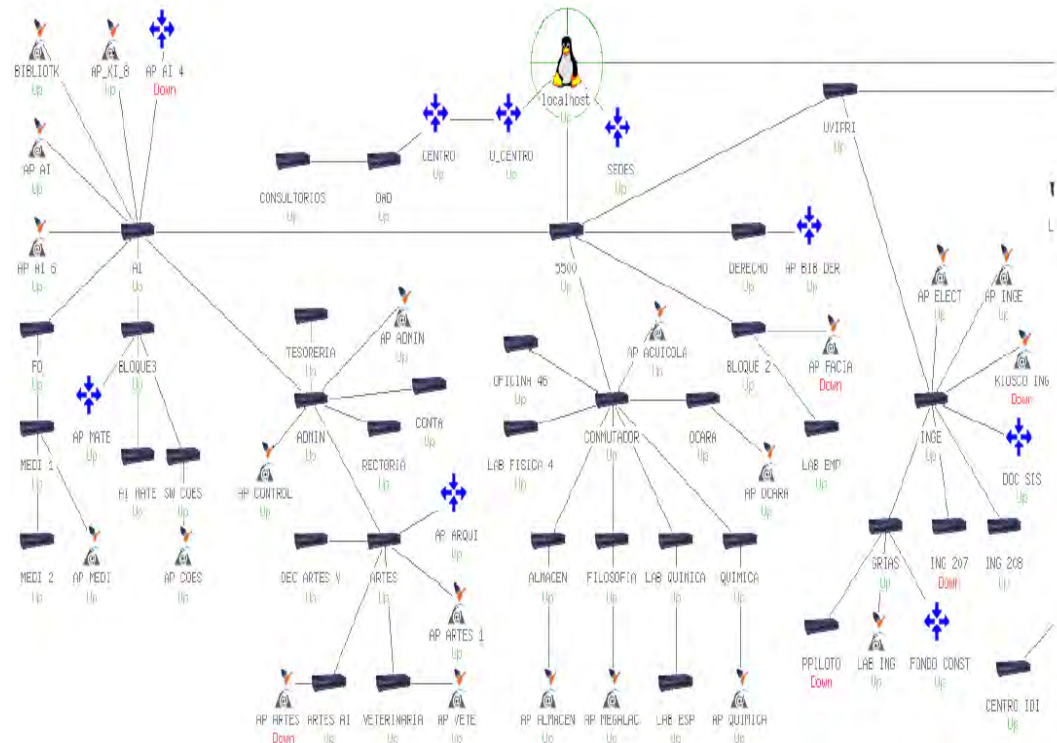 BIBLIOTK
Up
AP_KI_8
Up
AP AI 4
Down
localhost
Up
UVIFRI
Up
CENTRO
Up
U_CENTRO
Up
SEDES
Up
AP AI
Up
CONSULTORIOS
Up
OAD
Up
AP AI 6
Up
AI
Up
5500
Up
DERECHO
Up
AP BIB DER
Up
AP ELECT
Up
AP INGE
Up
FO
Up
BLOQUE3
Up
TESORERIA
Up
AP ADMIN
Up
OFICINA 46
Up
AP ACUICOLA
Up
BLOQUE 2
Up
AP FACIA
Down
KIOSCO ING
Down
AP MATE
Up
ADMIN
Up
RECTORIA
Up
CONTA
Up
LAB FISICA 4
Up
CONMUTADOR
Up
OCARA
Up
LAB EMP
Up
INGE
Up
DOC SIS
Up
MEDI 1
Up
AI MATE
Up
SW COES
Up
AP CONTROL
Up
AP OCARA
Up
MEDI 2
Up
AP MEDI
Up
AP COES
Up
DEC ARTES V
Up
ARTES
Up
AP ARQUI
Up
ALMACEN
Up
FILOSOFIA
Up
LAB QUIMICA
Up
QUIMICA
Up
GRIAS
Up
ING 207
Down
ING 208
Up
AP ARTES 1
Up
PPILOTO
Down
LAB ING
Up
FONDO CONST
Up
AP ARTES
Down
ARTES AI
Up
VETERINARIA
Up
AP VETE
Up
AP ALMACEN
Up
AP MEGALAC
Up
LAB ESP
Up
AP QUIMICA
Up
CENTRO IDI
Up